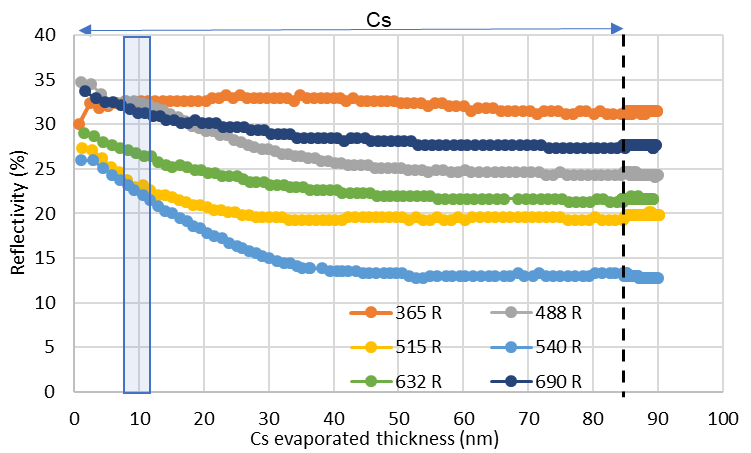 Cs
40
35
30
25
20
15
10
5
0
Reflectivity (%)
365 R 488 R
515 R 540 R
632 R 690 R
0 10 20 30 40 50 60 70 80 90 100
Cs evaporated thickness (nm)